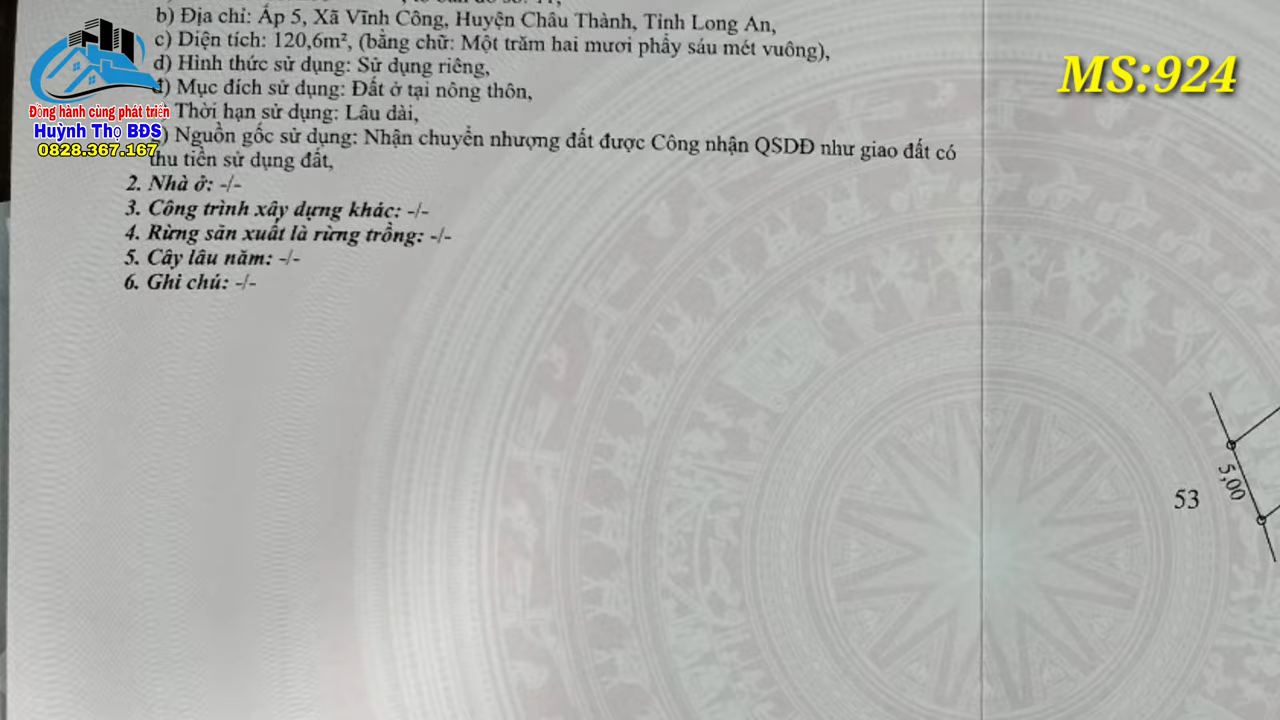 b) Địa chỉ: Ấp 5, Xã Vĩnh Công, Huyện Châu Thành, Tỉnh Long An,
c) Diện tích: 120,6m², (bằng chữ: Một trăm hai mươi phẩy sáu mét vuông),
d) Hình thức sử dụng: Sử dụng riêng,
đ) Mục đích sử dụng: Đất ở tại nông thôn,
Thời hạn sử dụng: Lâu dài,
) Nguồn gốc sử dụng: Nhận chuyển nhượng đất được Công nhận QSDĐ như giao đất có
thu tiền sử dụng đất,
2. Nhà ở: -/-
3. Công trình xây dựng khác: -/-
4. Rừng sản xuất là rừng trồng: -/-
5. Cây lâu năm: -/-
6. Ghi chú: -/-
Đồng hành cùng phát triển
Huỳnh Thọ BĐS
0828.367.167
MS:924
5,00
53